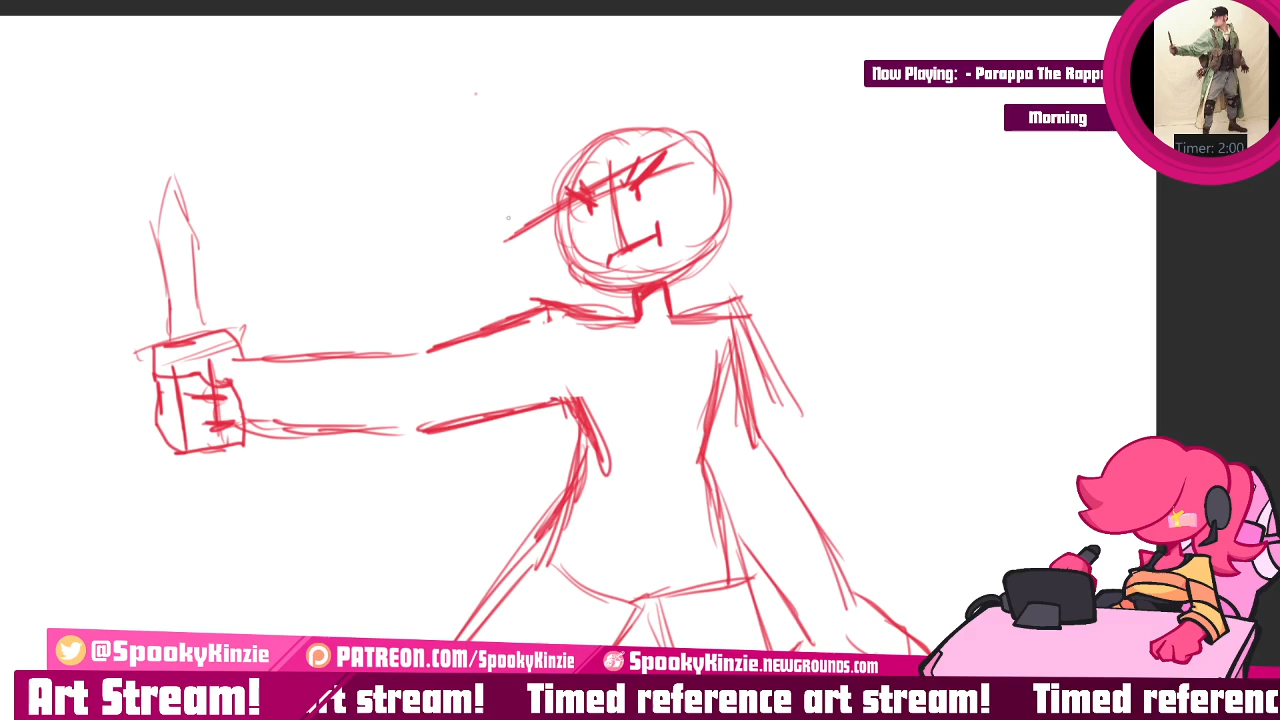 Now Playing: - Parappa The Rapp
Morning
Timer: 2:00
@SpookyKinzie
PATREON.COM/SpookyKinzie
SpookyKinzie.NEWGROUNDS.COM
Art Stream!
rt stream! Timed reference art stream! Timed referenc